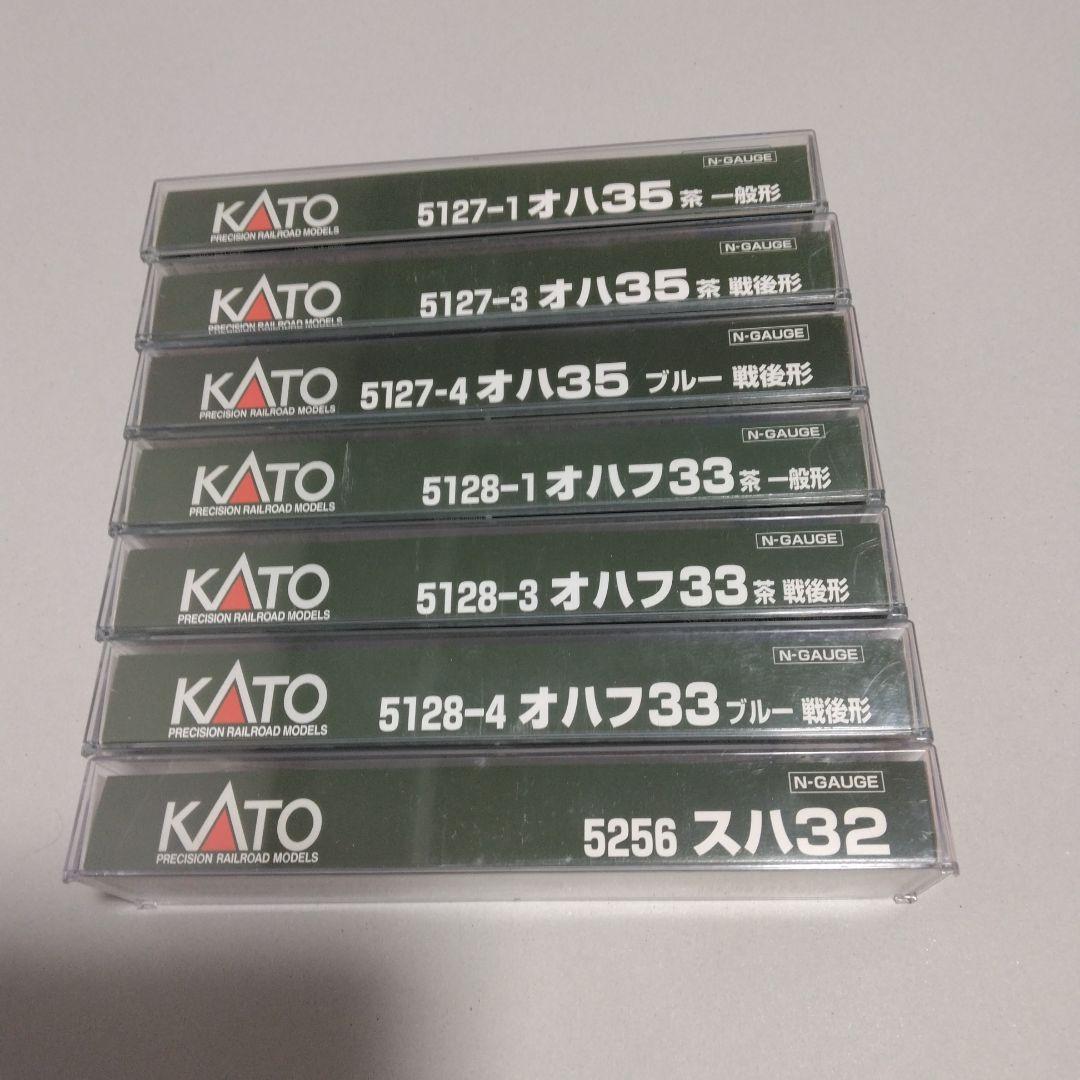 N-GAUGE
KATO 5127-1 オハ35 茶 一般形
PRECISION RAILROAD MODELS
N-GAUGE
KATO 5127-3 オハ35 茶 戦後形
PRECISION RAILROAD MODELS
N-GAUGE
KATO 5127-4 オハ35 ブルー 戦後形
PRECISION RAILROAD MODELS
N-GAUGE
KATO 5128-1 オハフ33 茶 一般形
PRECISION RAILROAD MODELS
N-GAUGE
KATO 5128-3 オハフ33 茶 戦後形
PRECISION RAILROAD MODELS
N-GAUGE
KATO 5128-4 オハフ33 ブルー 戦後形
PRECISION RAILROAD MODELS
N-GAUGE
KATO 5256 スハ32
PRECISION RAILROAD MODELS